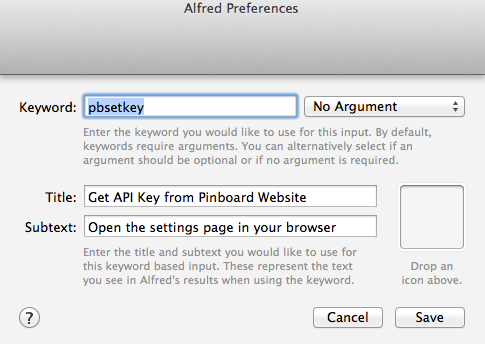 Alfred Preferences
Keyword: pbsetkey No Argument
Enter the keyword you would like to use for this input. By default,
keywords require arguments. You can alternatively select if an
argument should be optional or if no argument is required.
Title: Get API Key from Pinboard Website
Subtext: Open the settings page in your browser
Enter the title and subtext you would like to use for
this keyword based input. These represent the text
you see in Alfred's results when using the keyword.
Drop an
icon above.
? Cancel Save